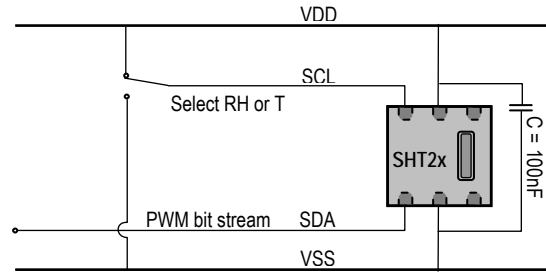 VDD
SCL
Select RH or T
SHT2x
C = 100nF
PWM bit stream SDA
VSS